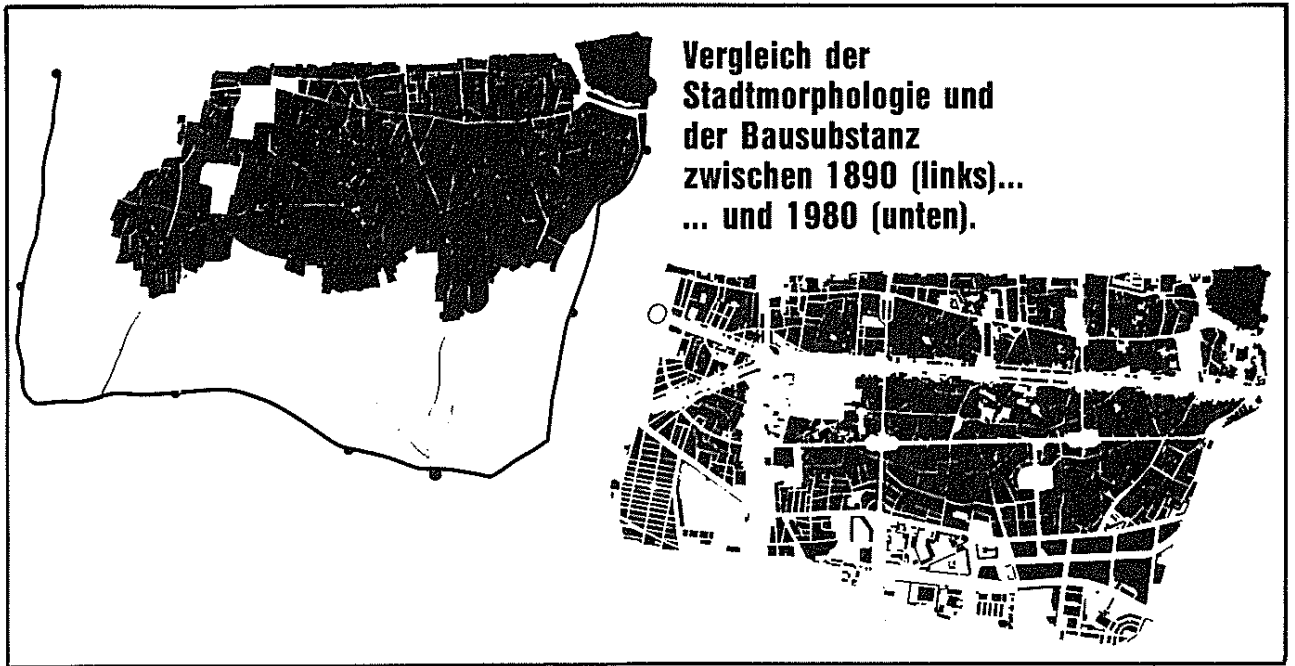 Vergleich der
Stadtmorphologie und
der Bausubstanz
zwischen 1890 (links)...
... und 1980 (unten).